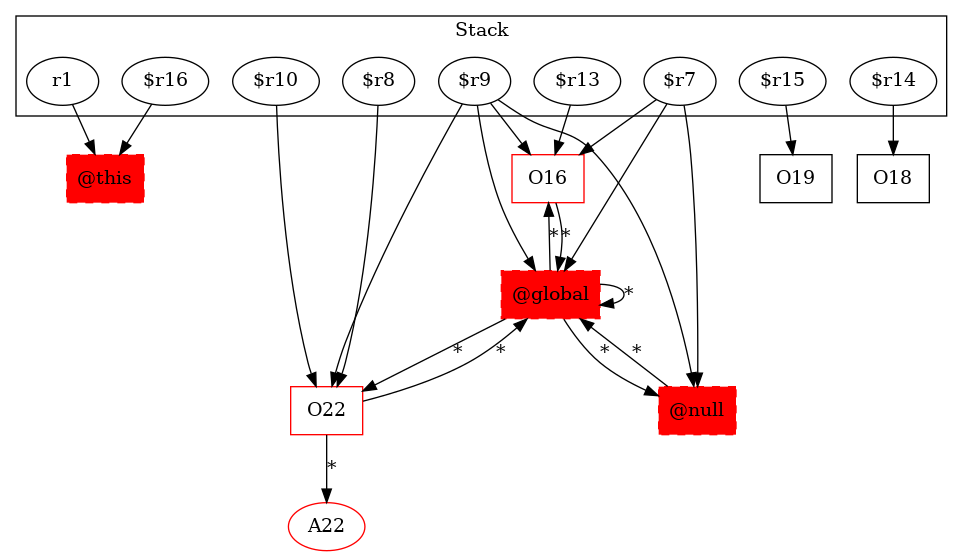 Stack
r1
$r16
$r10
$r8
$r9
$r13
$r7
$r15
$r14
@this
O16
O19
O18
*
*
@global
*
*
*
*
*
O22
@null
*
A22